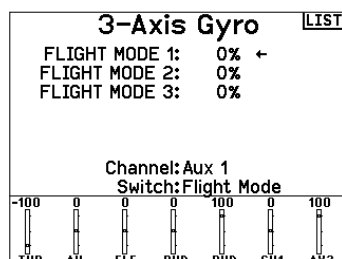 3-Axis Gyro
LIST
FLIGHT MODE 1: 0% ←
FLIGHT MODE 2: 0%
FLIGHT MODE 3: 0%
Channel: Aux 1
Switch: Flight Mode
-100 0 0 0 100 0 100